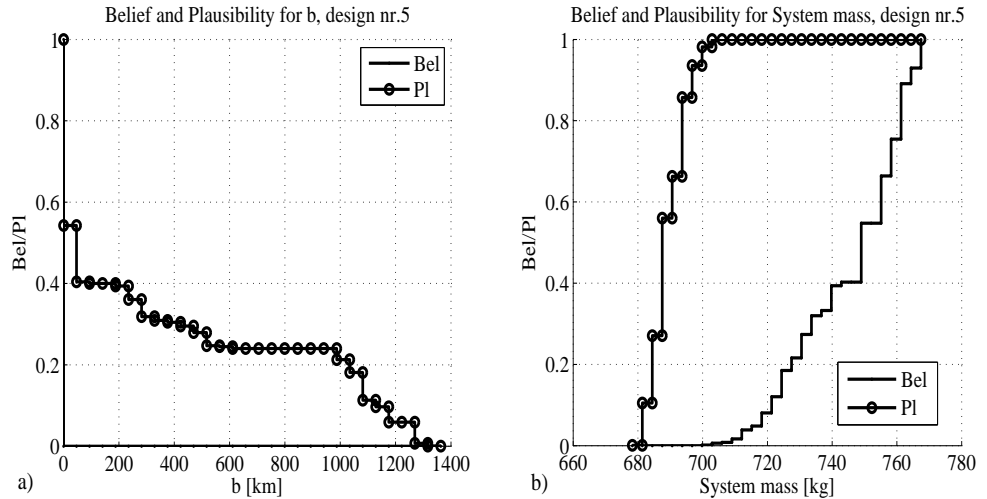 Belief and Plausibility for b, design nr.5
1
0.8
0.6
0.4
0.2
0
Bel/Pl
Bel
Pl
0 200 400 600 800 1000 1200 1400
b [km]
a)
Belief and Plausibility for System mass, design nr.5
1
0.8
0.6
0.4
0.2
0
Bel/Pl
Bel
Pl
660 680 700 720 740 760 780
System mass [kg]
b)